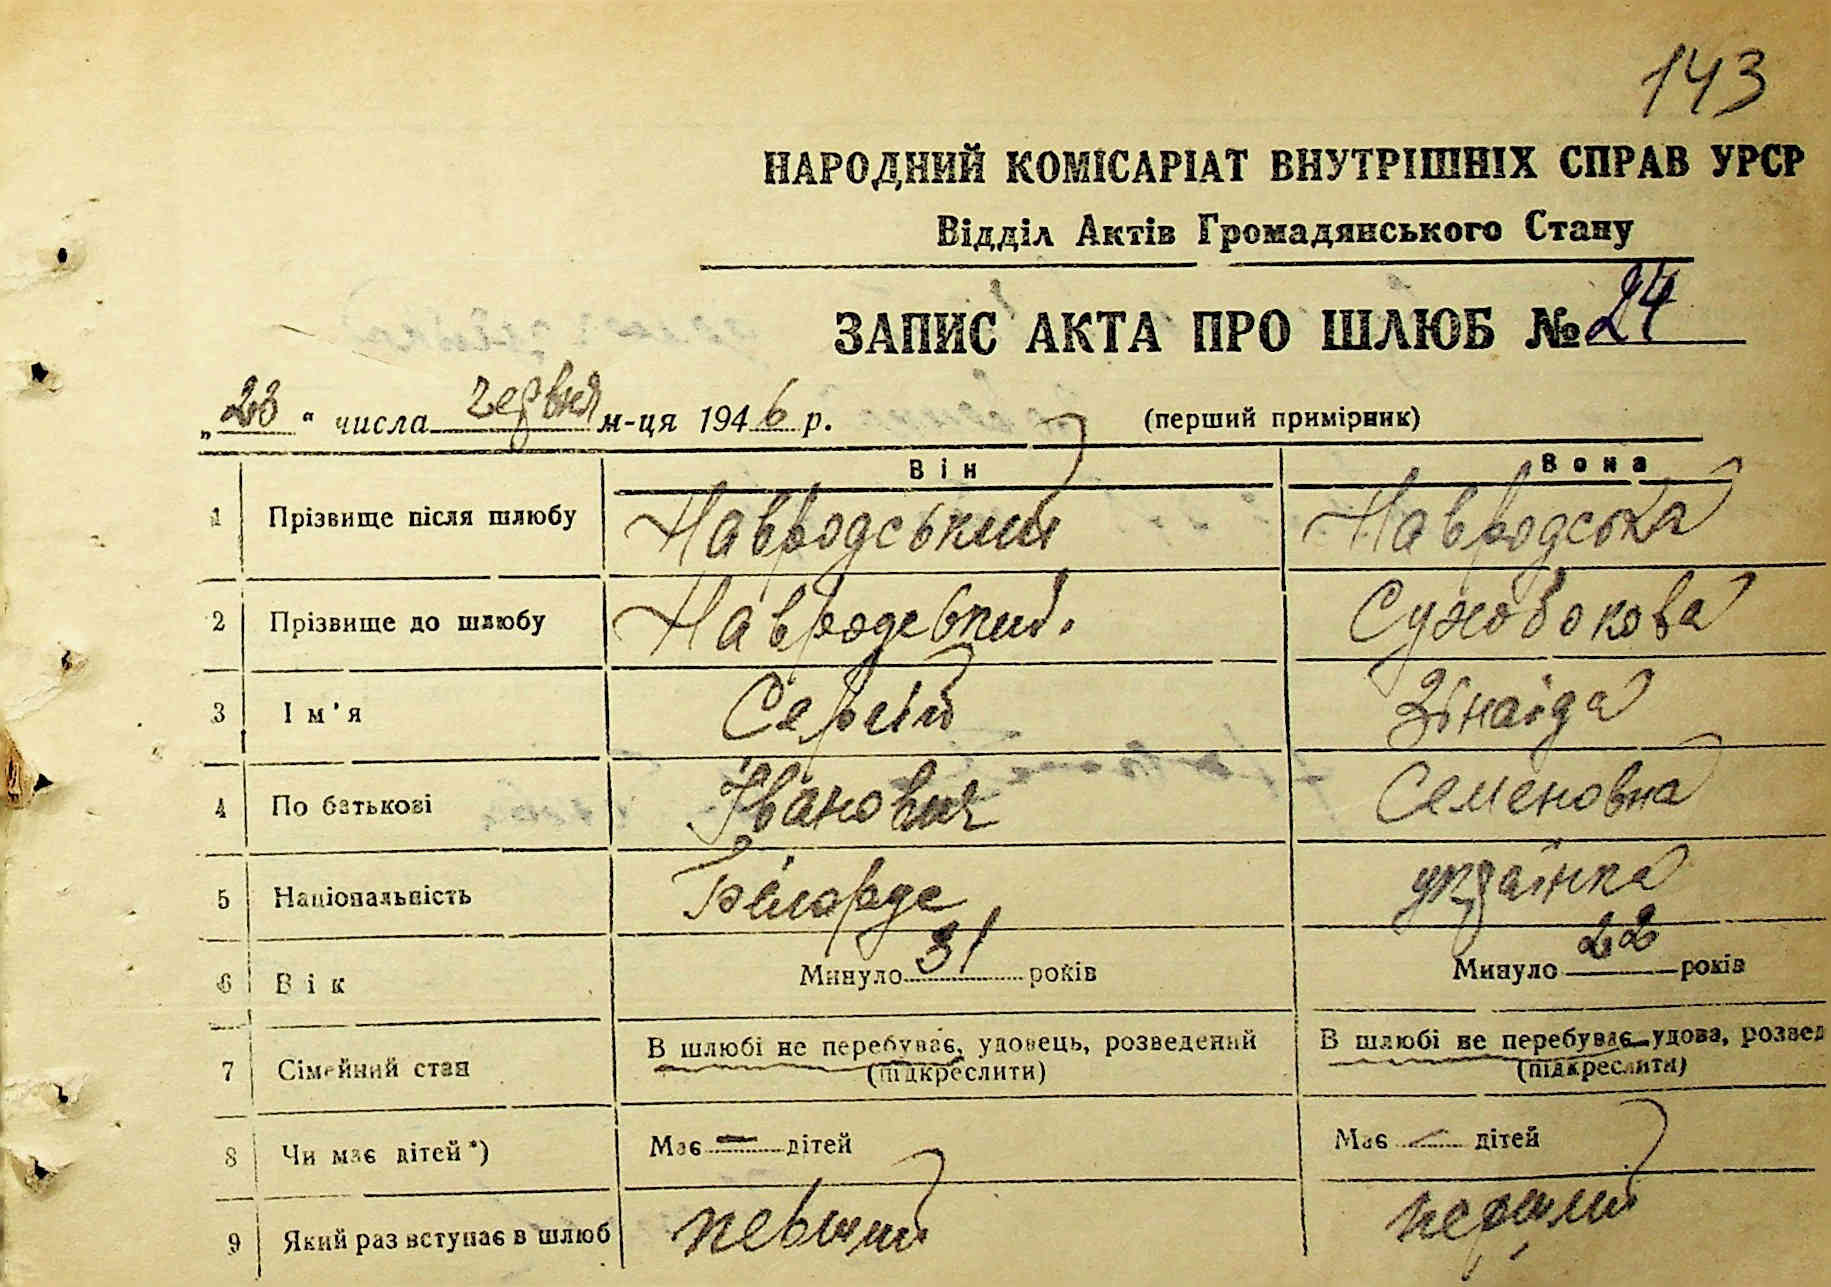 143
НАРОДНИЙ КОМІСАРІАТ ВНУТРІШНІХ СПРАВ УРСР
Відділ Актів Громадянського Стану
ЗАПИС АКТА ПРО ШЛЮБ № 24
„23“ числа червня м-ця 1946 р. (перший примірник)
Він Вона
1 Прізвище після шлюбу Навродський Навродська
2 Прізвище до шлюбу Навродський. Сухобокова
3 Ім'я Сергій Зінаїда
4 По батькові Іванович Семеновна
5 Національність українка
6 Вік Минуло 31 років Минуло 22 років
7 Сімейний стан В шлюбі не перебуває, удовець, розведений В шлюбі не перебуває, удова, розвед
(підкреслити) (підкреслити)
8 Чи має дітей*) Має — дітей Має — дітей
9 Який раз вступає в шлюб перший перший